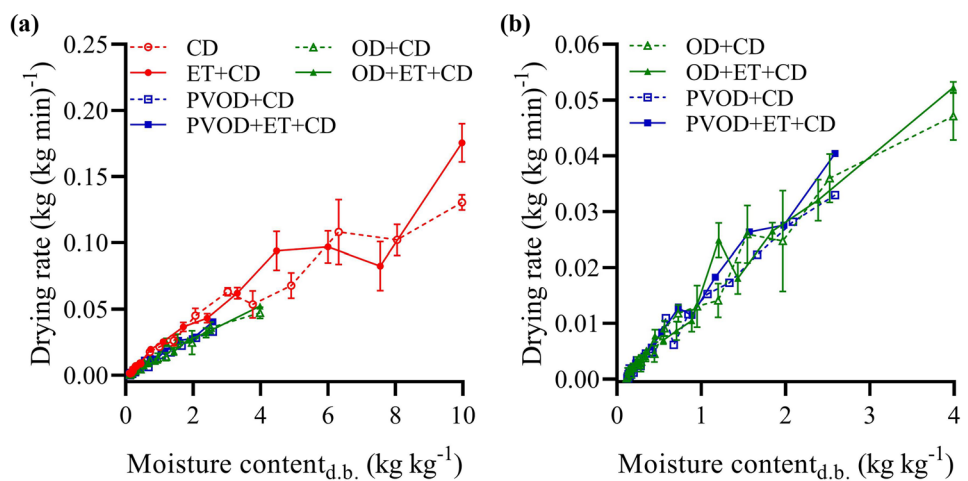 (a)
0.25
0.20
0.15
0.10
0.05
0.00
Drying rate (kg (kg min)-1
CD
ET+CD
PVOD+CD
PVOD+ET+CD
OD+CD
OD+ET+CD
0 2 4 6 8 10
Moisture content d.b. (kg kg-1)
(b)
0.06
0.05
0.04
0.03
0.02
0.01
0.00
Drying rate (kg (kg min)-1
OD+CD
OD+ET+CD
PVOD+CD
PVOD+ET+CD
0 1 2 3 4
Moisture content d.b. (kg kg-1)